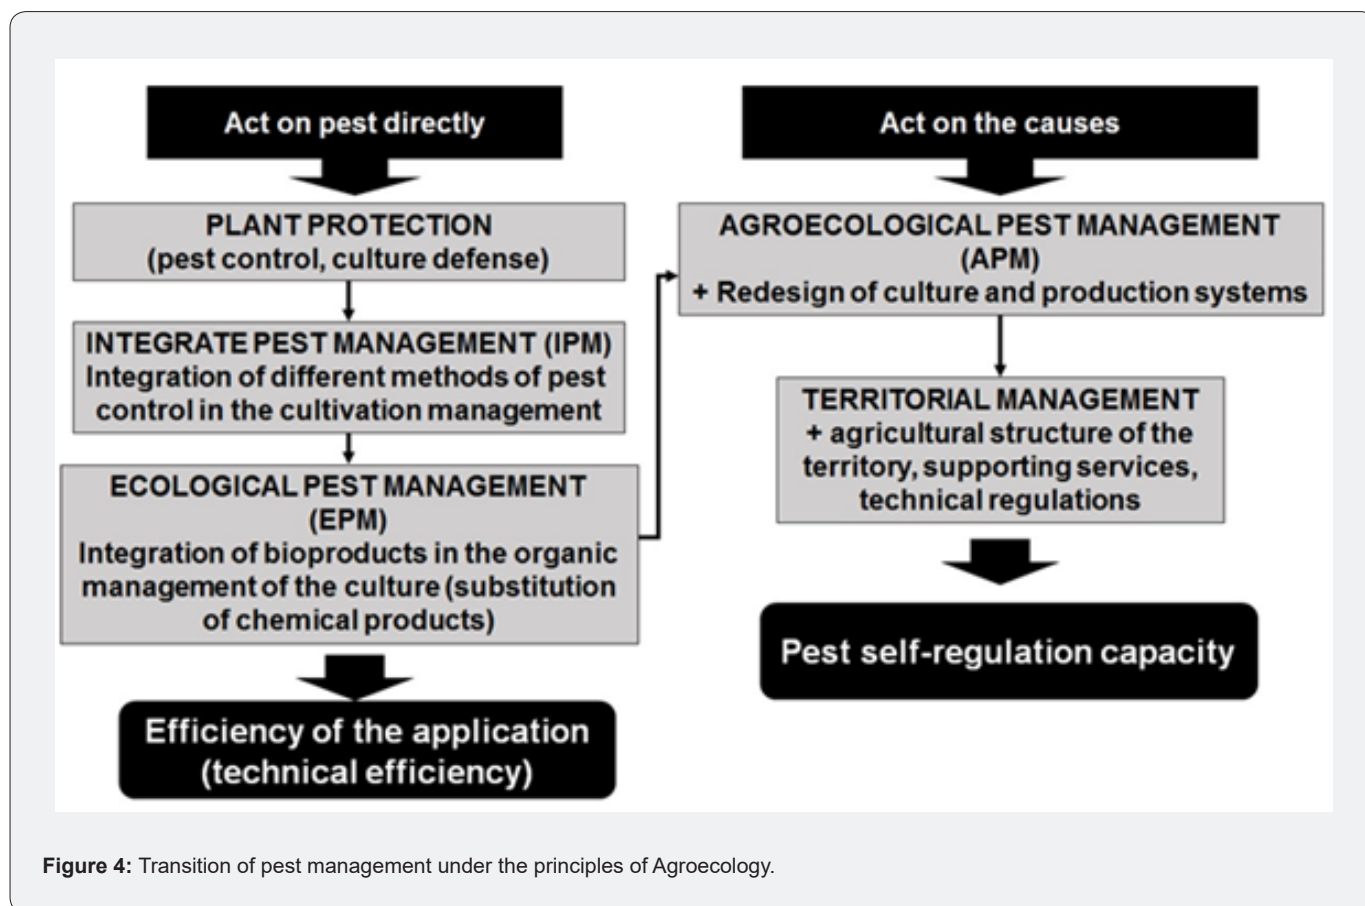 Act on pest directly
PLANT PROTECTION
(pest control, culture defense)
INTEGRATE PEST MANAGEMENT (IPM)
Integration of different methods of pest
control in the cultivation management
ECOLOGICAL PEST MANAGEMENT
(EPM)
Integration of bioproducts in the organic
management of the culture (substitution
of chemical products)
Efficiency of the application
(technical efficiency)
Act on the causes
AGROECOLOGICAL PEST MANAGEMENT
(APM)
+ Redesign of culture and production systems
TERRITORIAL MANAGEMENT
+ agricultural structure of the
territory, supporting services,
technical regulations
Pest self-regulation capacity
Figure 4: Transition of pest management under the principles of Agroecology.